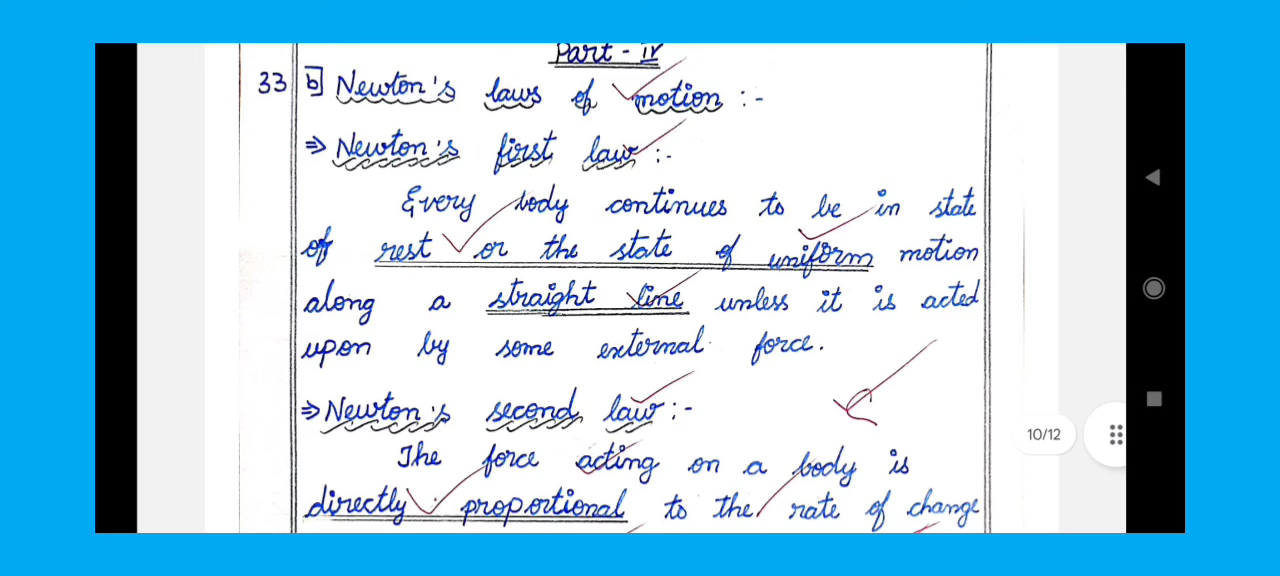 Part - IV
33 b] Newton's laws of motion :-
⇒ Newton's first law :-
Every body continues to be in state
of rest or the state of uniform motion
along a straight line unless it is acted
upon by some external force.
⇒ Newton's second law :-
10/12
The force acting on a body is
directly proportional to the rate of change